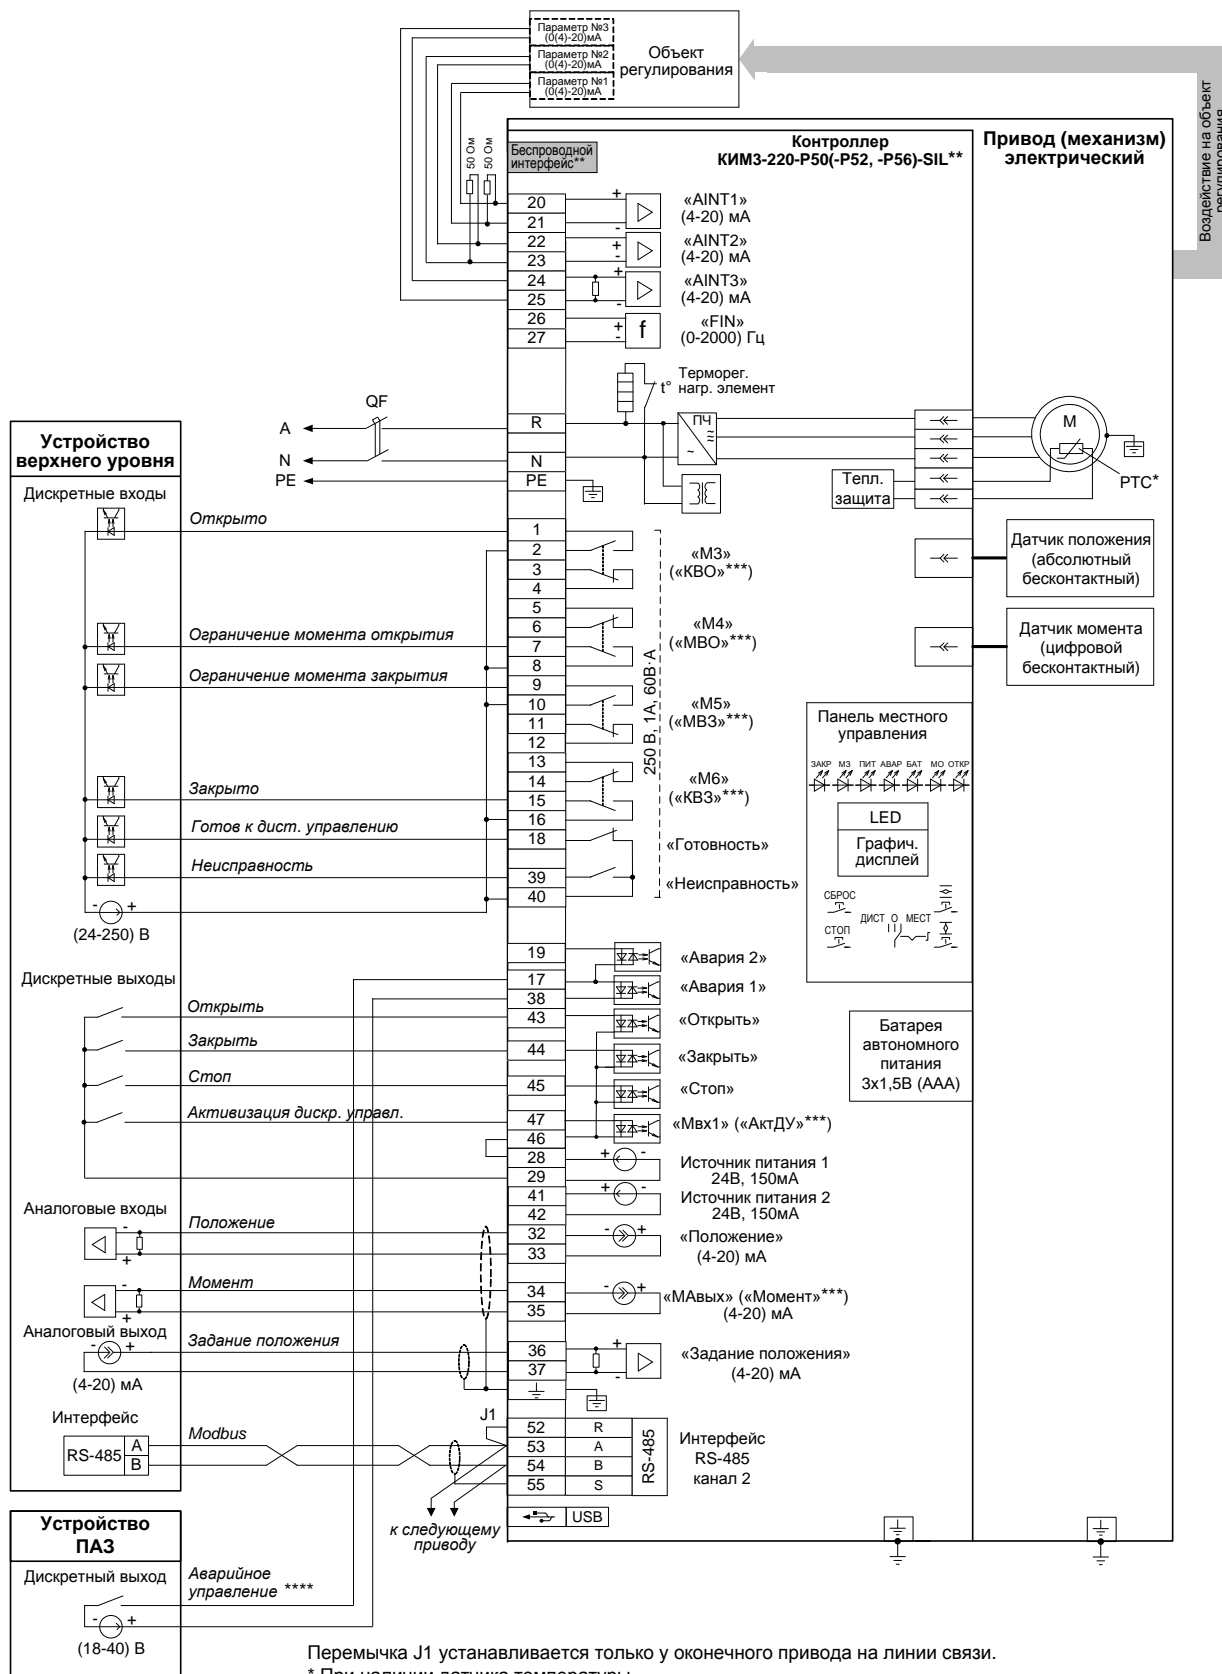 Параметр №3
(0(4)-20)мА
Параметр №2
(0(4)-20)мА
Параметр №1
(0(4)-20)мА
Объект
регулирования
Воздействие на объект
регулирования
50 Ом
50 Ом
Беспроводной
интерфейс**
Контроллер
КИМ3-220-Р50(-Р52, -Р56)-SIL**
Привод (механизм)
электрический
20
21
22
23
24
25
26
27
+
-
«AINT1»
(4-20) мА
+
-
«AINT2»
(4-20) мА
+
-
«AINT3»
(4-20) мА
+
-
f
«FIN»
(0-2000) Гц
t°
Терморег.
нагр. элемент
QF
A
N
PE
R
N
PE
ПЧ
≈
~
Тепл.
защита
M
PTC*
Устройство
верхнего уровня
Дискретные входы
Открыто
Ограничение момента открытия
Ограничение момента закрытия
Закрыто
Готов к дист. управлению
Неисправность
- +
(24-250) В
1
2
3
4
5
6
7
8
9
10
11
12
13
14
15
16
18
39
40
«М3»
(«КВО»***)
«М4»
(«МВО»***)
«М5»
(«МВЗ»***)
«М6»
(«КВЗ»***)
«Готовность»
«Неисправность»
250 В, 1А, 60В·А
Датчик положения
(абсолютный
бесконтактный)
Датчик момента
(цифровой
бесконтактный)
Панель местного
управления
ЗАКР МЗ ПИТ АВАР БАТ МО ОТКР
LED
Графич.
дисплей
СБРОС
СТОП
ДИСТ О МЕСТ
Батарея
автономного
питания
3х1,5В (ААА)
Дискретные выходы
Открыть
Закрыть
Стоп
Активизация дискр. управл.
19
17
38
43
44
45
47
46
28
29
41
42
32
33
34
35
36
37
«Авария 2»
«Авария 1»
«Открыть»
«Закрыть»
«Стоп»
«Мвх1» («АктДУ»***)
+ -
Источник питания 1
24В, 150мА
+ -
Источник питания 2
24В, 150мА
- +
«Положение»
(4-20) мА
- +
«МАвых» («Момент»***)
(4-20) мА
+
-
«Задание положения»
(4-20) мА
Аналоговые входы
-
+
Положение
-
+
Момент
Аналоговый выход
- +
Задание положения
(4-20) мА
Интерфейс
RS-485
A
B
Modbus
J1
52 R
53 A
54 B
55 S
RS-485
Интерфейс
RS-485
канал 2
USB
к следующему
приводу
Устройство
ПАЗ
Дискретный выход
Аварийное
управление ****
- +
(18-40) В
Перемычка J1 устанавливается только у оконечного привода на линии связи.
* При наличии датчика температуры